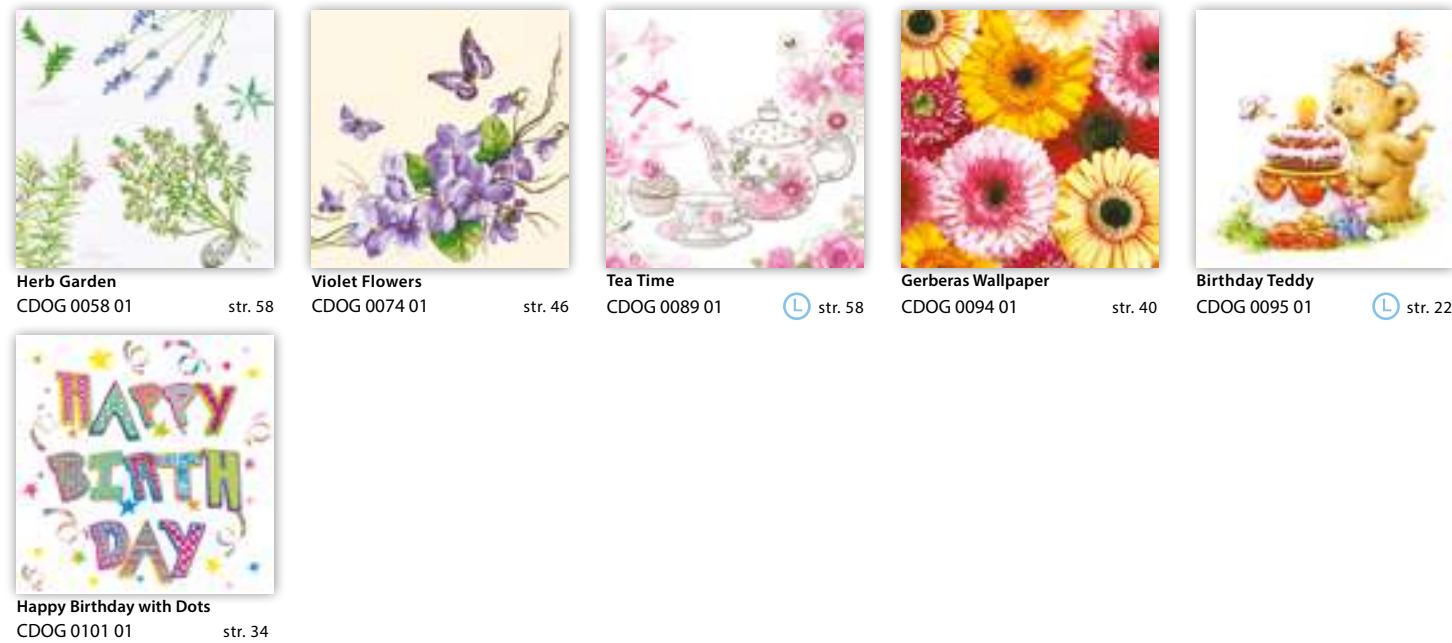 Herb Garden
CDOG 0058 01 str. 58
Violet Flowers
CDOG 0074 01 str. 46
Tea Time
CDOG 0089 01 L str. 58
Gerberas Wallpaper
CDOG 0094 01 str. 40
Birthday Teddy
CDOG 0095 01 L str. 22
HAPPY
BIRTH
DAY
Happy Birthday with Dots
CDOG 0101 01 str. 34